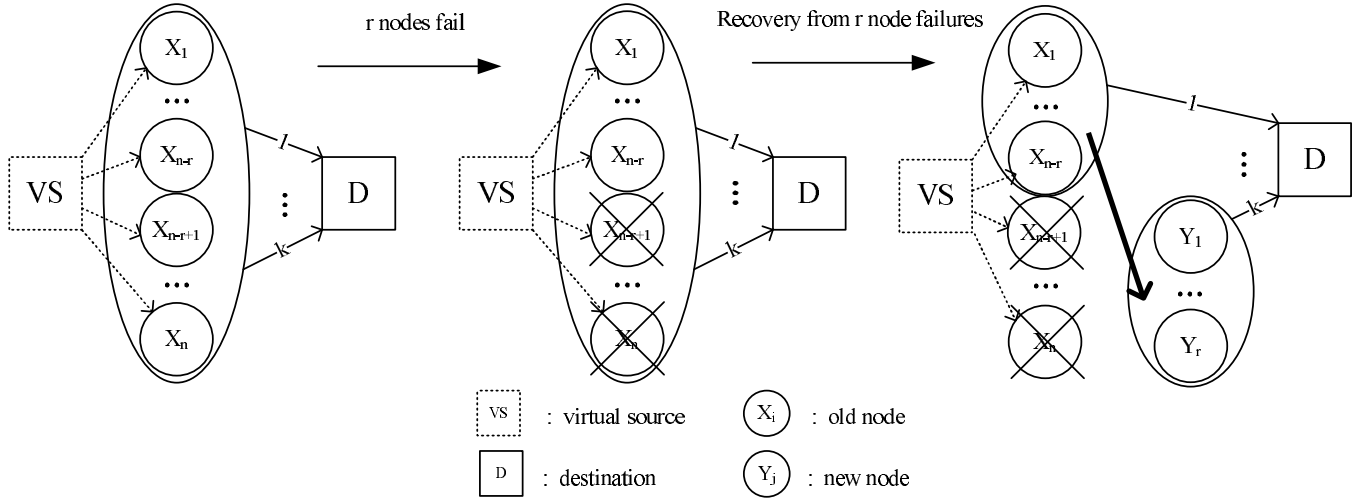 r nodes fail
Recovery from r node failures
VS
X1
...
Xn-r
Xn-r+1
...
Xn
1
...
k
D
VS
X1
...
Xn-r
Xn-r+1
...
Xn
1
...
k
D
VS
X1
...
Xn-r
Xn-r+1
...
Xn
Y1
...
Yr
1
...
k
D
VS : virtual source
Xi : old node
D : destination
Yj : new node